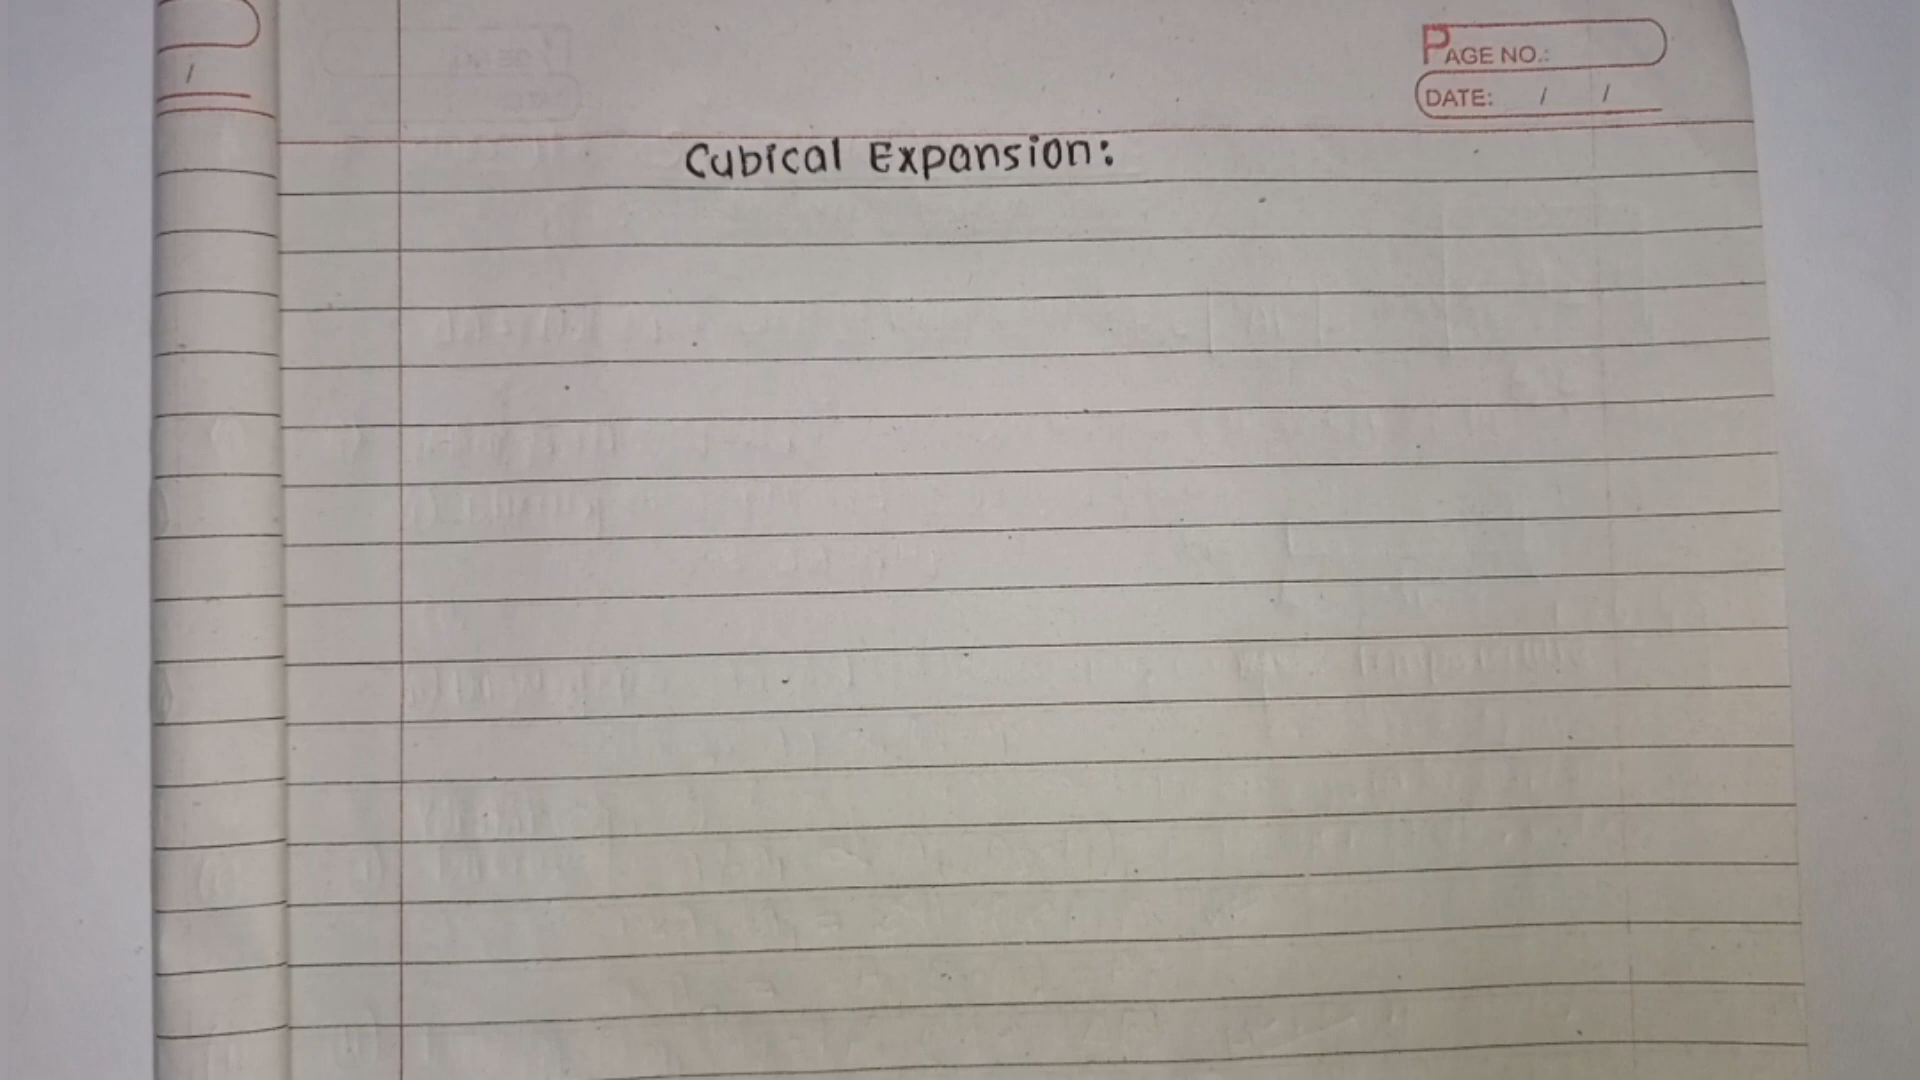 PAGE NO.:
DATE: / /
/
Cubical Expansion: